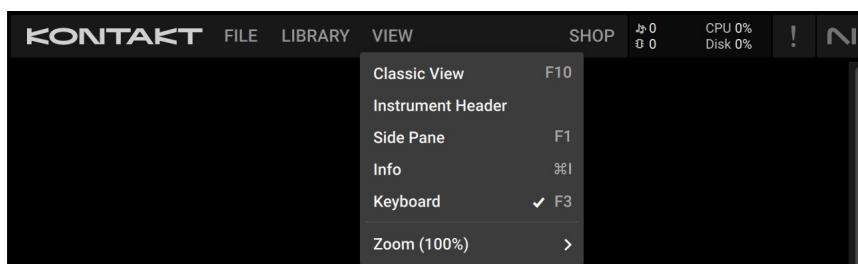 KONTAKT FILE LIBRARY VIEW SHOP 0 CPU 0% !
0 Disk 0%
Classic View F10
Instrument Header
Side Pane F1
Info ⌘I
Keyboard ✓ F3
Zoom (100%) >